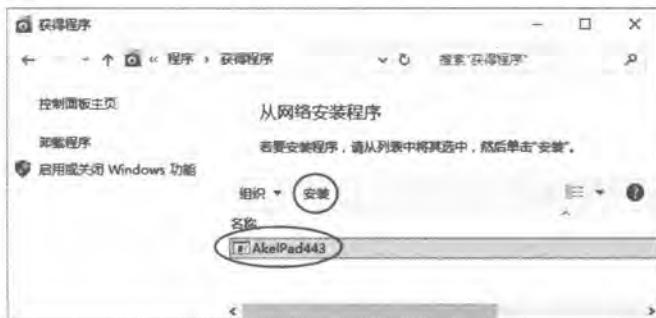 获得程序
« 程序 › 获得程序
搜索"获得程序"
控制面板主页
卸载程序
启用或关闭 Windows 功能
从网络安装程序
若要安装程序，请从列表中将其选中，然后单击"安装"。
组织 安装
名称
AkelPad443